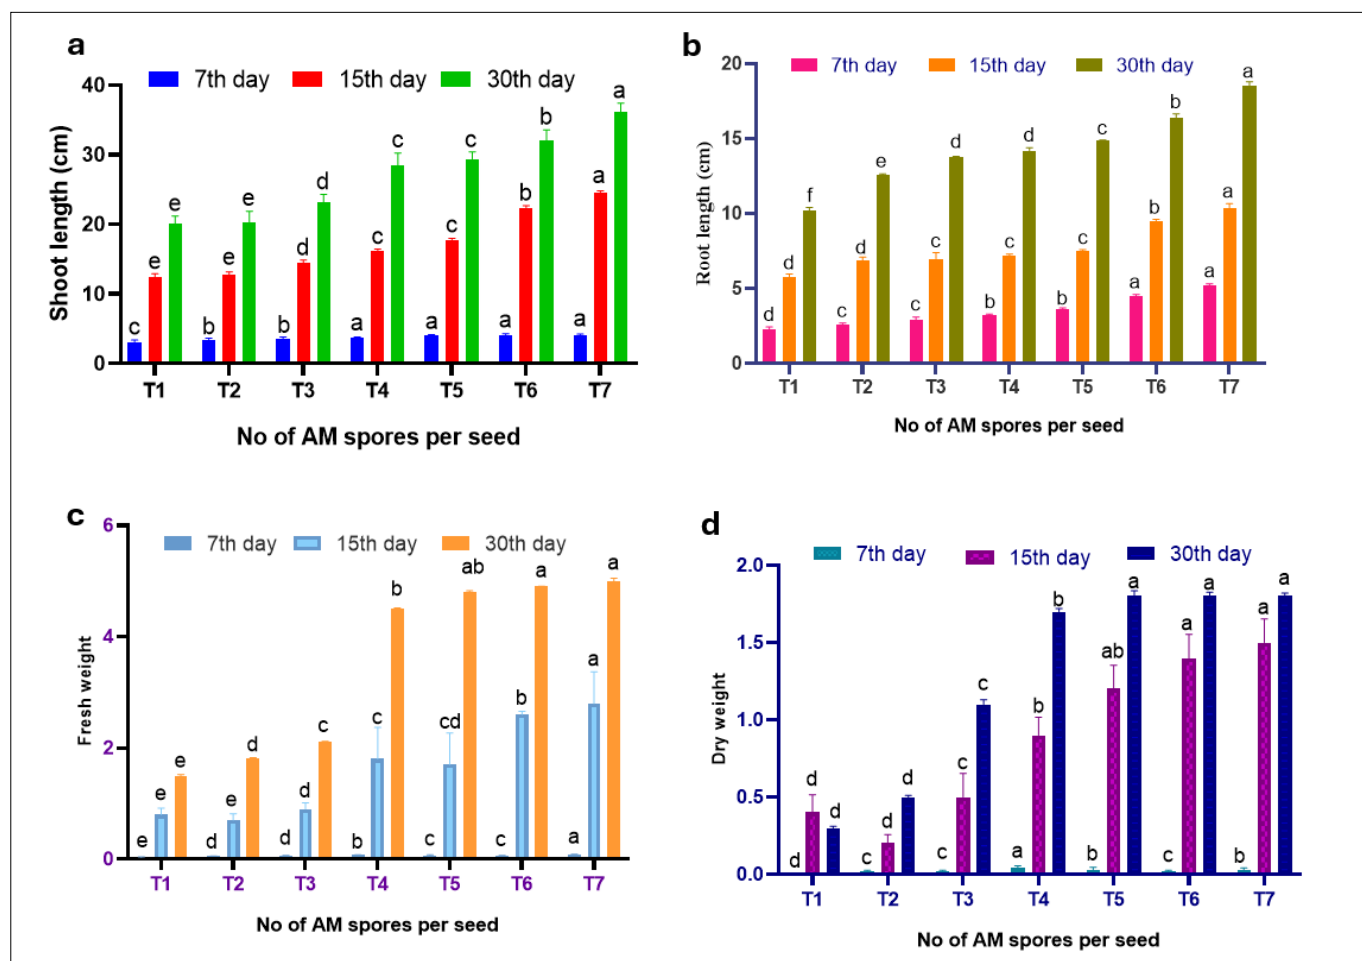 a
7th day 15th day 30th day
Shoot length (cm)
40
30
20
10
0
c e e
b e e
b d d
a c c
a c c
a b b
a a a
T1 T2 T3 T4 T5 T6 T7
No of AM spores per seed
b
7th day 15th day 30th day
Root length (cm)
20
15
10
5
0
d d f
c d e
c c d
b c d
b c c
a b b
a a a
T1 T2 T3 T4 T5 T6 T7
No of AM spores per seed
c
7th day 15th day 30th day
Fresh weight
6
4
2
0
e e e
d e d
d d c
b c b
c cd ab
c b a
a a a
T1 T2 T3 T4 T5 T6 T7
No of AM spores per seed
d
7th day 15th day 30th day
Dry weight
2.0
1.5
1.0
0.5
0.0
d d d
c d d
c c c
a b b
b ab a
c a a
b a a
T1 T2 T3 T4 T5 T6 T7
No of AM spores per seed